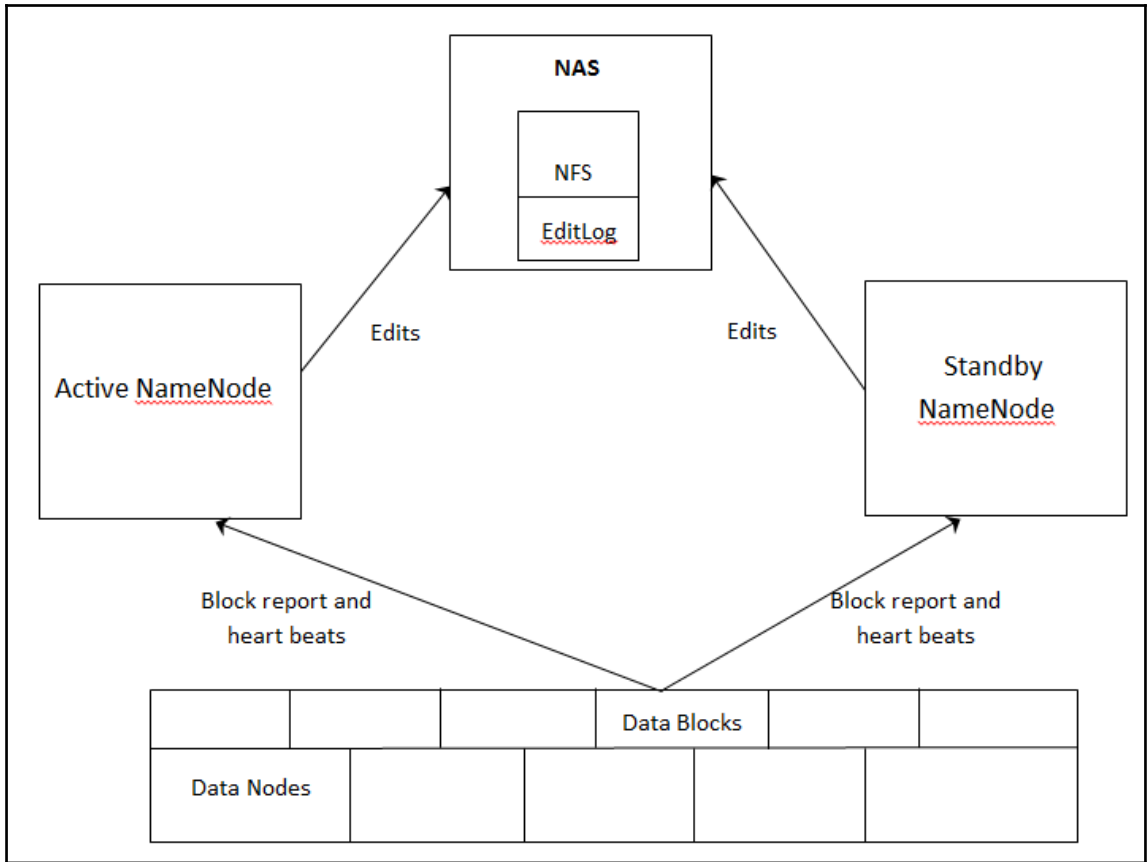 NAS
NFS
EditLog
Edits
Edits
Active NameNode
Standby
NameNode
Block report and
heart beats
Block report and
heart beats
Data Blocks
Data Nodes